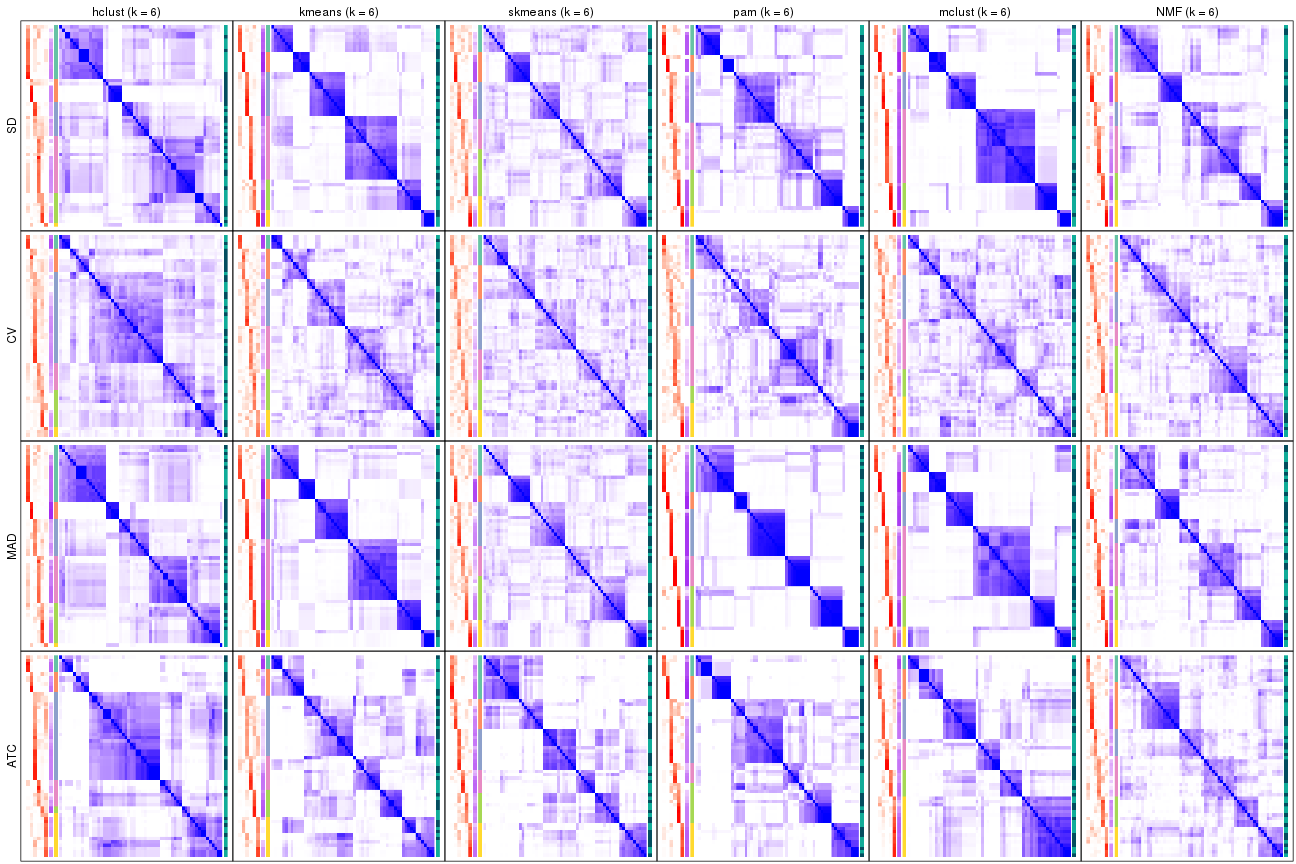 hclust (k = 6) kmeans (k = 6) skmeans (k = 6) pam (k = 6) mclust (k = 6) NMF (k = 6)
SD
CV
MAD
ATC